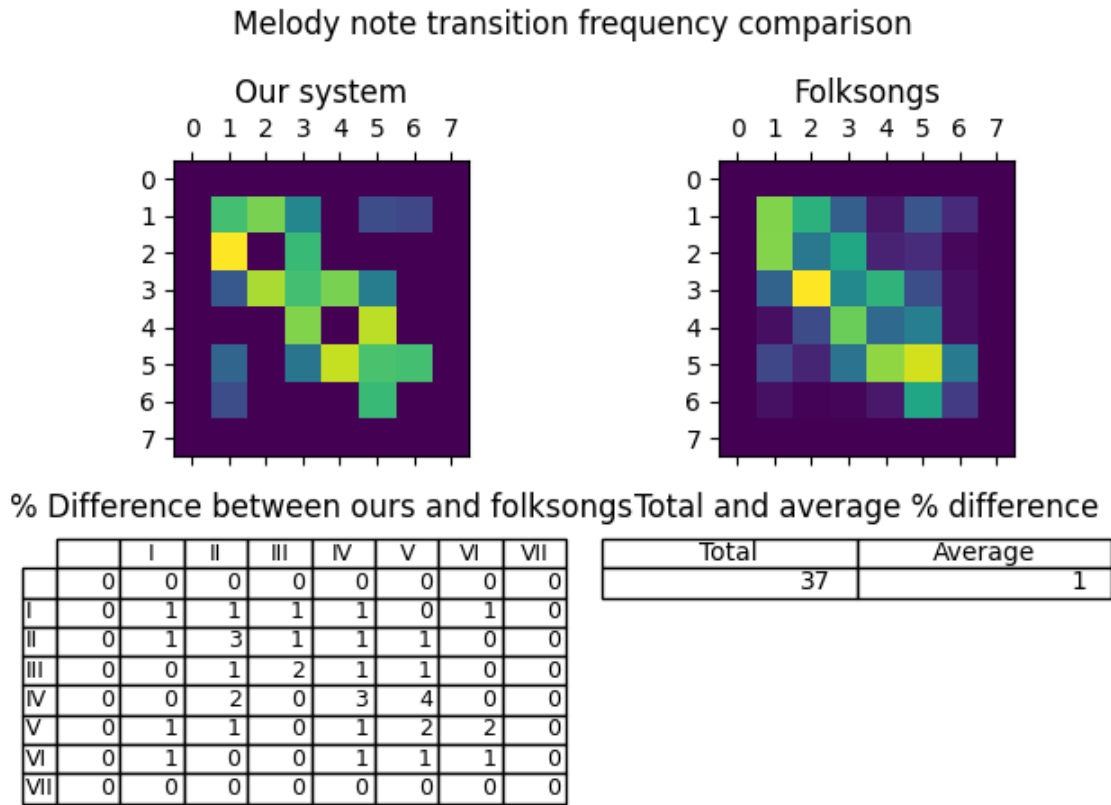 Melody note transition frequency comparison
Our system
0 1 2 3 4 5 6 7
0
1
2
3
4
5
6
7
Folksongs
0 1 2 3 4 5 6 7
0
1
2
3
4
5
6
7
% Difference between ours and folksongs
I II III IV V VI VII
0 0 0 0 0 0 0 0
I 0 1 1 1 1 0 1 0
II 0 1 3 1 1 1 0 0
III 0 0 1 2 1 1 0 0
IV 0 0 2 0 3 4 0 0
V 0 1 1 0 1 2 2 0
VI 0 1 0 0 1 1 1 0
VII 0 0 0 0 0 0 0 0
Total and average % difference
Total Average
37 1